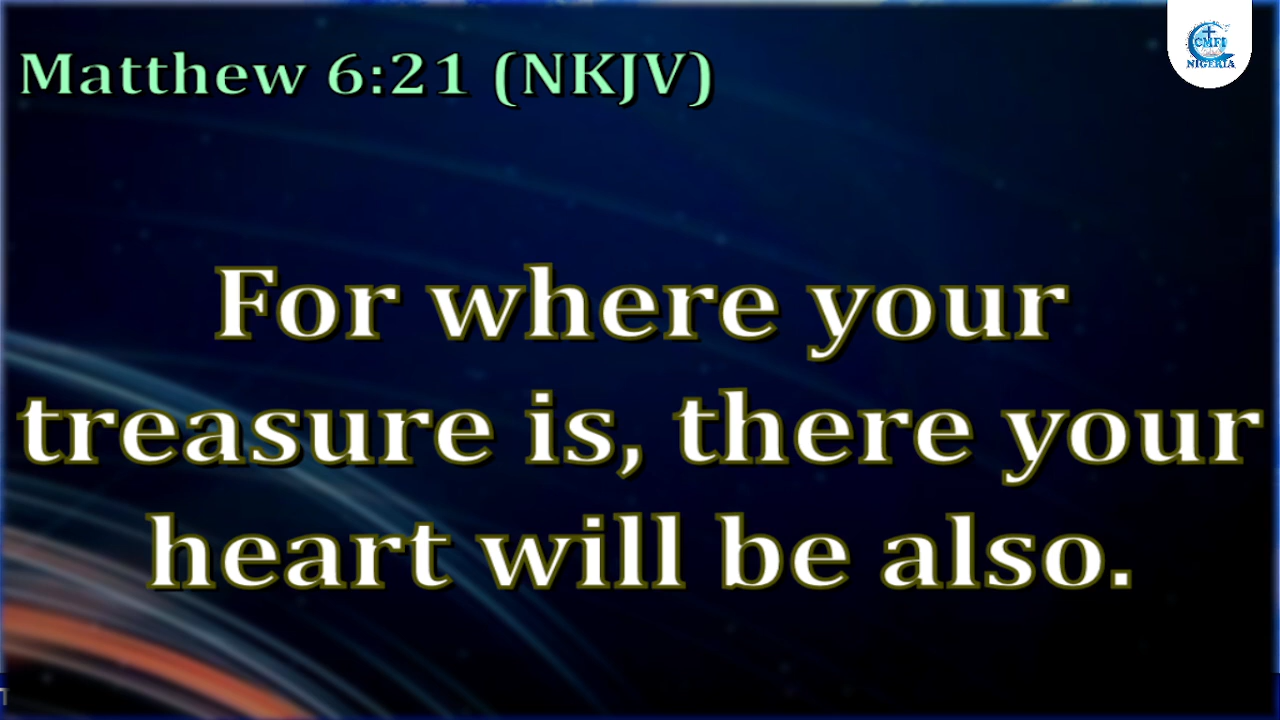 Matthew 6:21 (NKJV)
CMFI
NIGERIA
For where your
treasure is, there your
heart will be also.